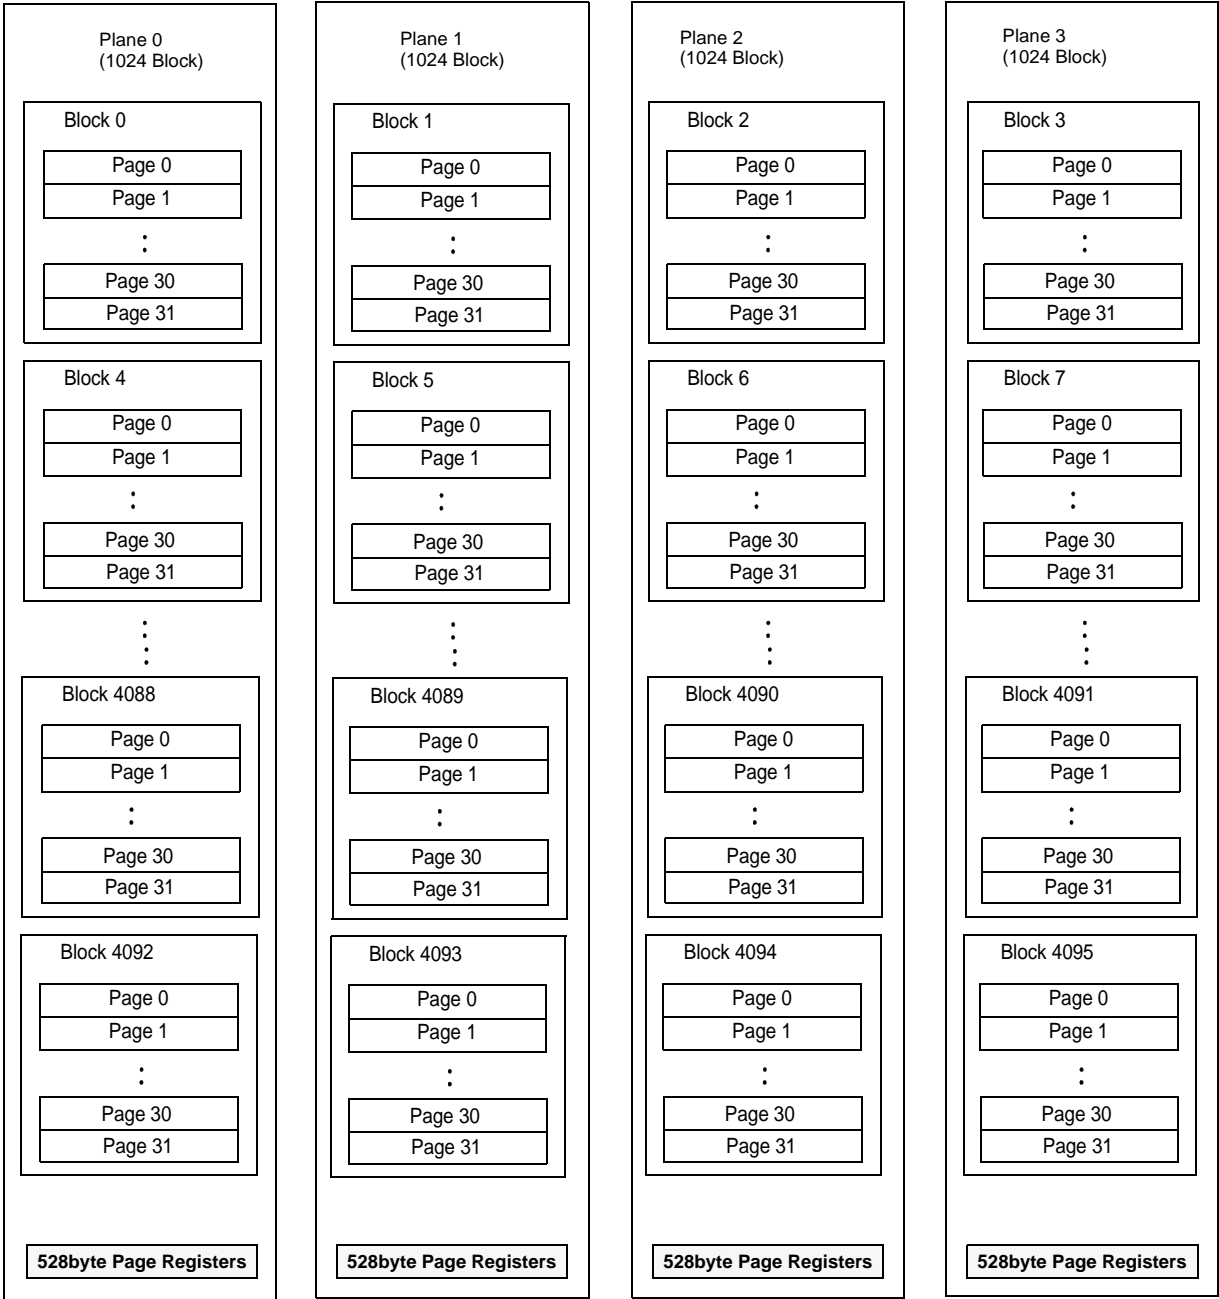 Plane 0
(1024 Block)
Block 0
Page 0
Page 1
Page 30
Page 31
Block 4
Page 0
Page 1
Page 30
Page 31
Block 4088
Page 0
Page 1
Page 30
Page 31
Block 4092
Page 0
Page 1
Page 30
Page 31
528byte Page Registers
Plane 1
(1024 Block)
Block 1
Page 0
Page 1
Page 30
Page 31
Block 5
Page 0
Page 1
Page 30
Page 31
Block 4089
Page 0
Page 1
Page 30
Page 31
Block 4093
Page 0
Page 1
Page 30
Page 31
528byte Page Registers
Plane 2
(1024 Block)
Block 2
Page 0
Page 1
Page 30
Page 31
Block 6
Page 0
Page 1
Page 30
Page 31
Block 4090
Page 0
Page 1
Page 30
Page 31
Block 4094
Page 0
Page 1
Page 30
Page 31
528byte Page Registers
Plane 3
(1024 Block)
Block 3
Page 0
Page 1
Page 30
Page 31
Block 7
Page 0
Page 1
Page 30
Page 31
Block 4091
Page 0
Page 1
Page 30
Page 31
Block 4095
Page 0
Page 1
Page 30
Page 31
528byte Page Registers